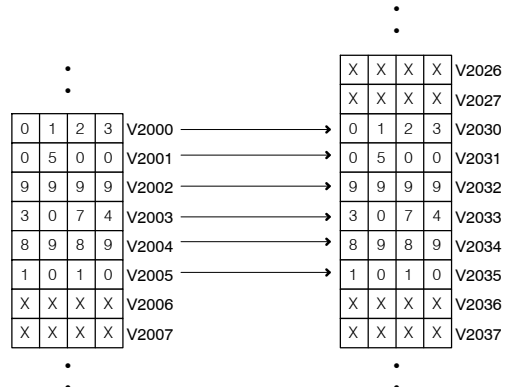 X X X X V2026
X X X X V2027
0 1 2 3 V2000 0 1 2 3 V2030
0 5 0 0 V2001 0 5 0 0 V2031
9 9 9 9 V2002 9 9 9 9 V2032
3 0 7 4 V2003 3 0 7 4 V2033
8 9 8 9 V2004 8 9 8 9 V2034
1 0 1 0 V2005 1 0 1 0 V2035
X X X X V2006 X X X X V2036
X X X X V2007 X X X X V2037